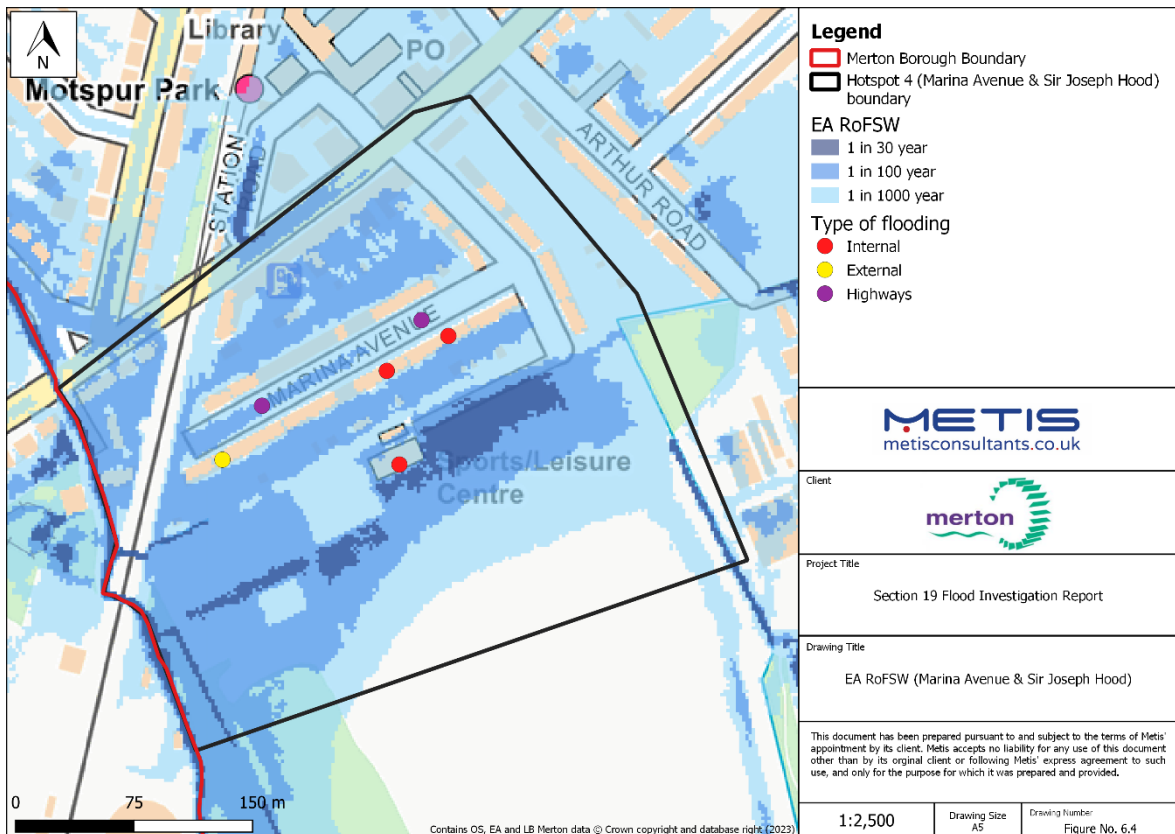 Library
PO
N
Motspur Park
STATION
ROAD
ARTHUR ROAD
MARINA AVENUE
Sports/Leisure
Centre
0 75 150 m
Contains OS, EA and LB Merton data © Crown copyright and database right (2023)
Legend
Merton Borough Boundary
Hotspot 4 (Marina Avenue & Sir Joseph Hood)
boundary
EA RoFSW
1 in 30 year
1 in 100 year
1 in 1000 year
Type of flooding
Internal
External
Highways
METIS
metisconsultants.co.uk
Client
merton
Project Title
Section 19 Flood Investigation Report
Drawing Title
EA RoFSW (Marina Avenue & Sir Joseph Hood)
This document has been prepared pursuant to and subject to the terms of Metis'
appointment by its client. Metis accepts no liability for any use of this document
other than by its orginal client or following Metis' express agreement to such
use, and only for the purpose for which it was prepared and provided.
1:2,500
Drawing Size
A5
Drawing Number
Figure No. 6.4